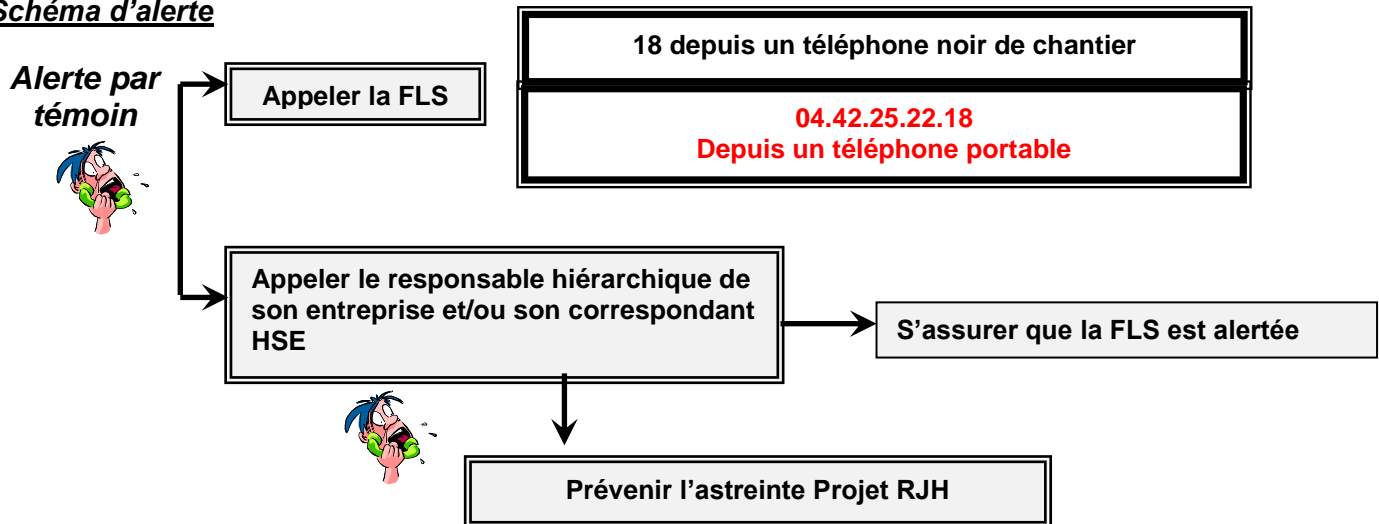 Schéma d'alerte
Alerte par
témoin
Appeler la FLS
18 depuis un téléphone noir de chantier
04.42.25.22.18
Depuis un téléphone portable
Appeler le responsable hiérarchique de
son entreprise et/ou son correspondant
HSE
S'assurer que la FLS est alertée
Prévenir l'astreinte Projet RJH